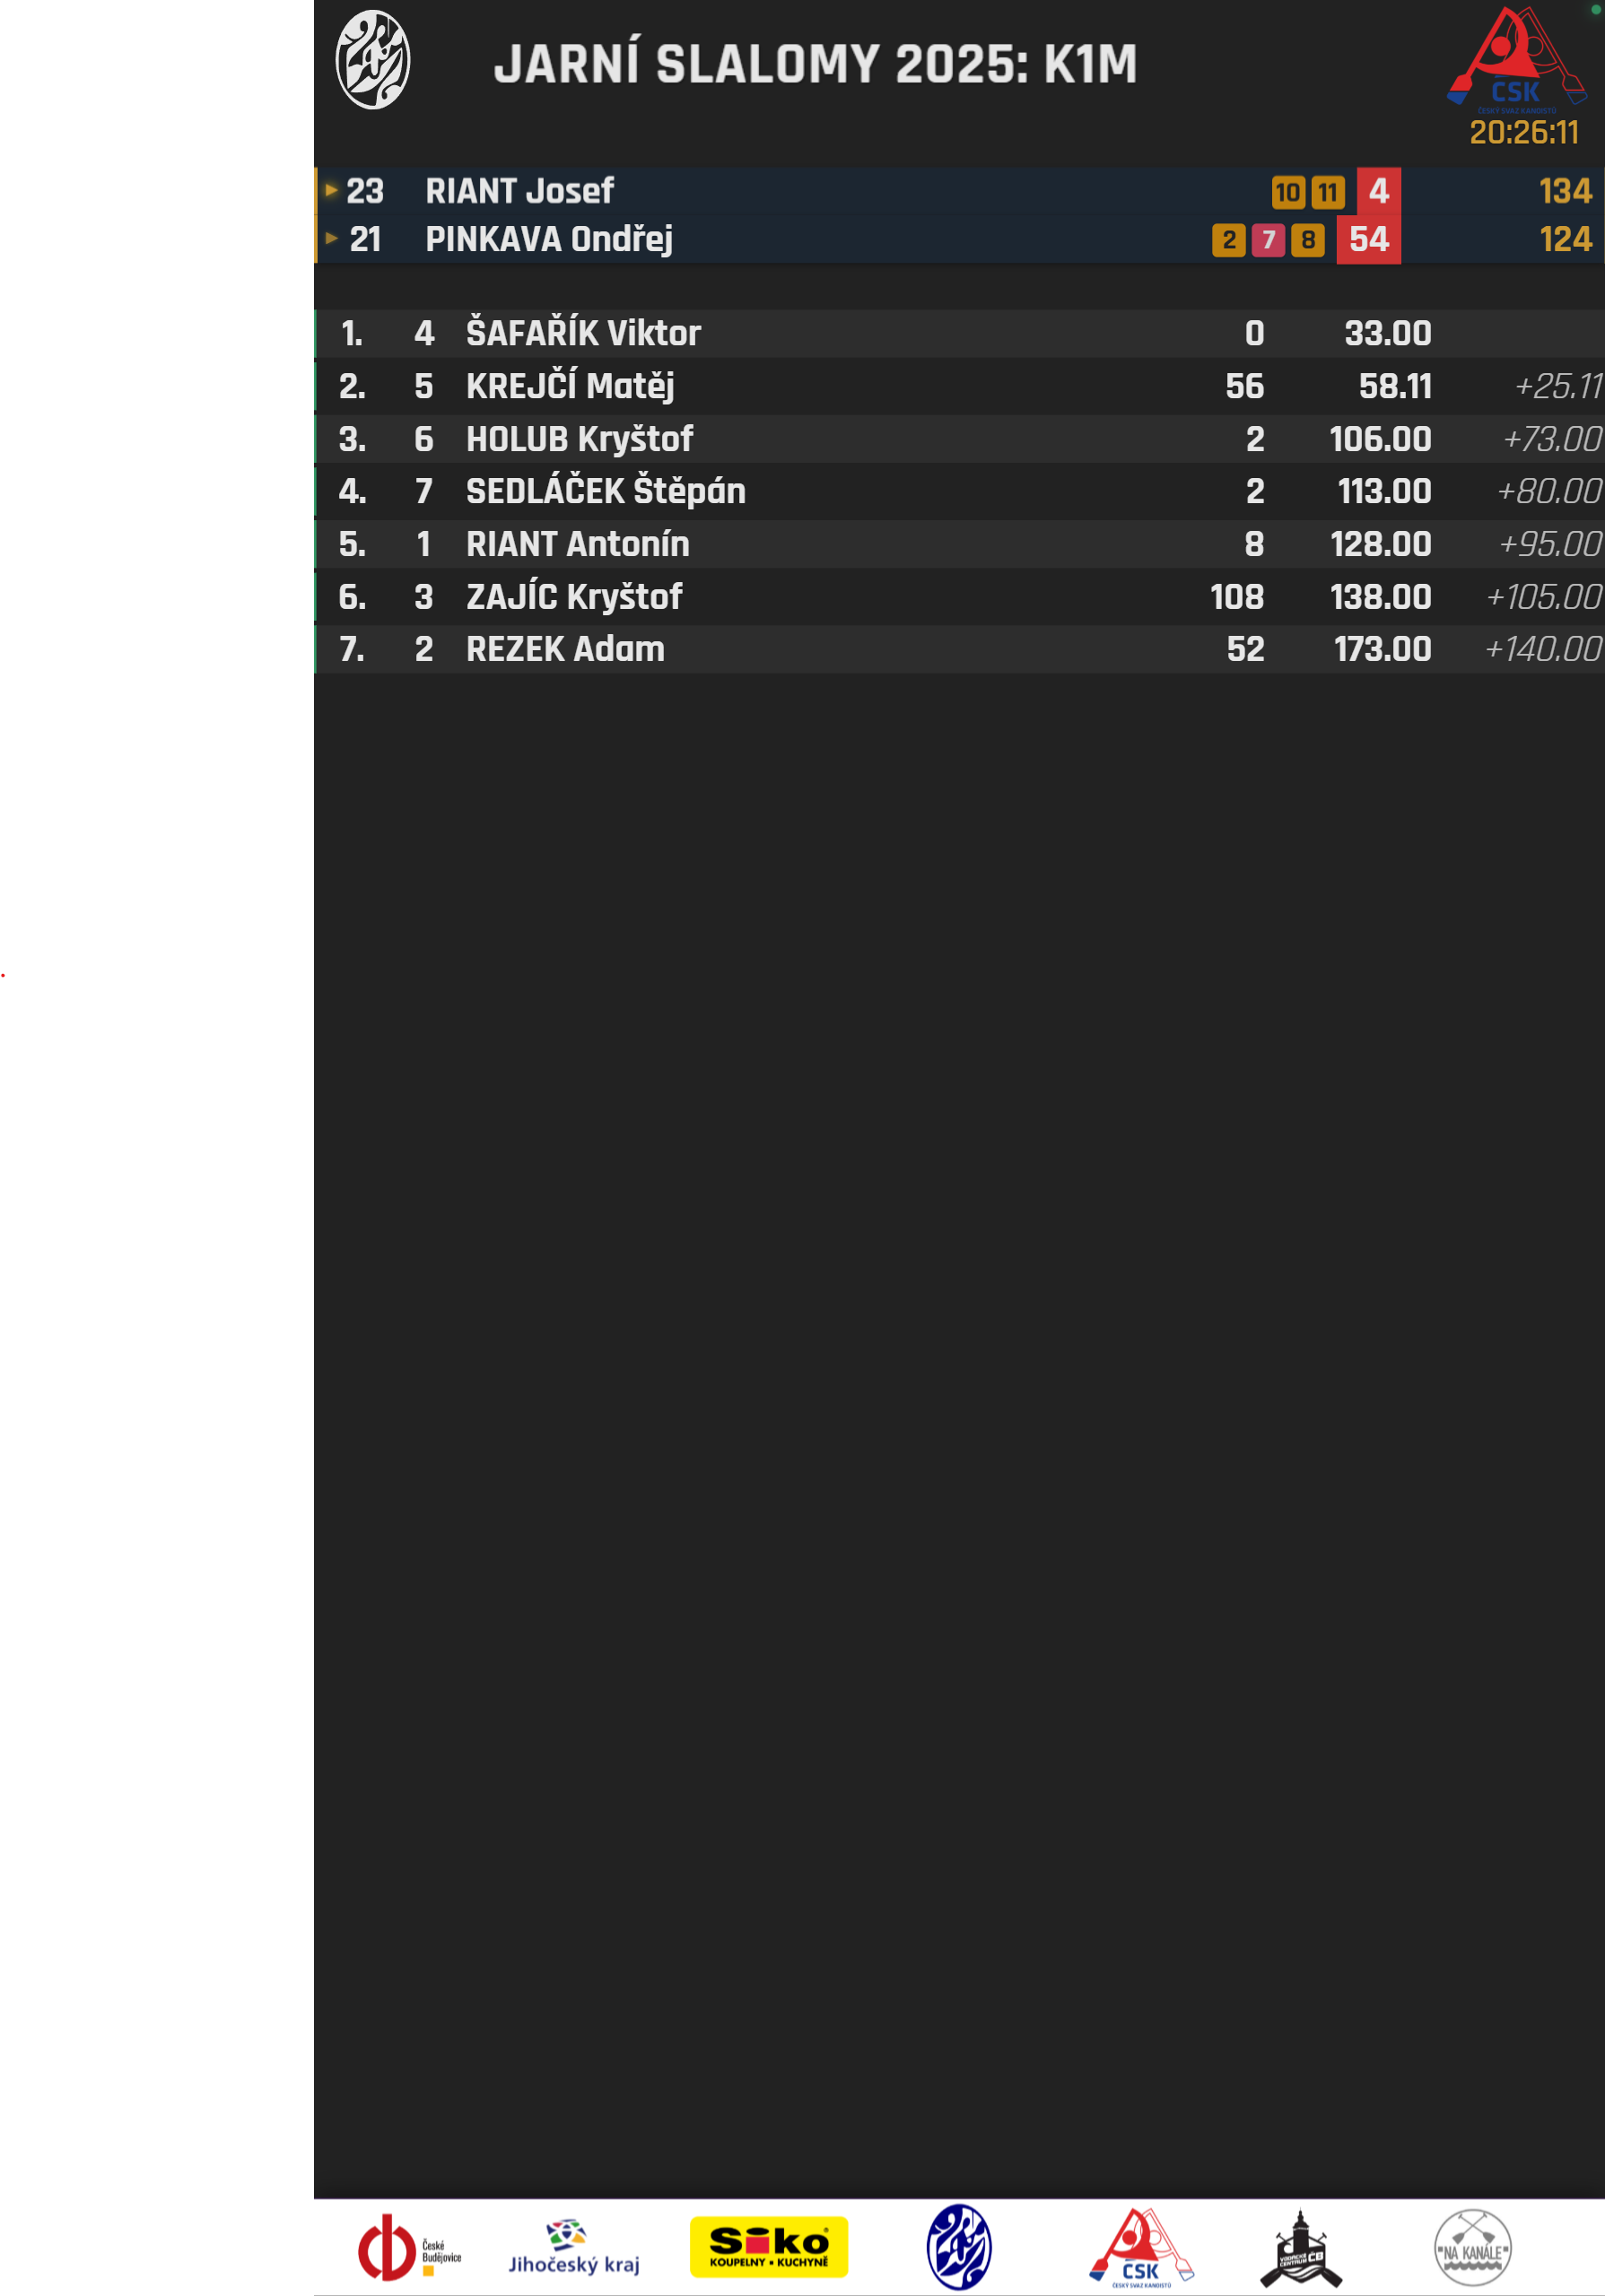 JARNÍ SLALOMY 2025: K1M
ČSK
ČESKÝ SVAZ KANOISTŮ
20:26:11
23 RIANT Josef 10 11 4 134
21 PINKAVA Ondřej 2 7 8 54 124
1. 4 ŠAFAŘÍK Viktor 0 33.00
2. 5 KREJČÍ Matěj 56 58.11 +25.11
3. 6 HOLUB Kryštof 2 106.00 +73.00
4. 7 SEDLÁČEK Štěpán 2 113.00 +80.00
5. 1 RIANT Antonín 8 128.00 +95.00
6. 3 ZAJÍC Kryštof 108 138.00 +105.00
7. 2 REZEK Adam 52 173.00 +140.00
České
Budějovice
Jihočeský kraj
Siko
KOUPELNY • KUCHYNĚ
ČSK
ČESKÝ SVAZ KANOISTŮ
VODÁCKÉ
CENTRUM ČB
"NA KANÁLE"